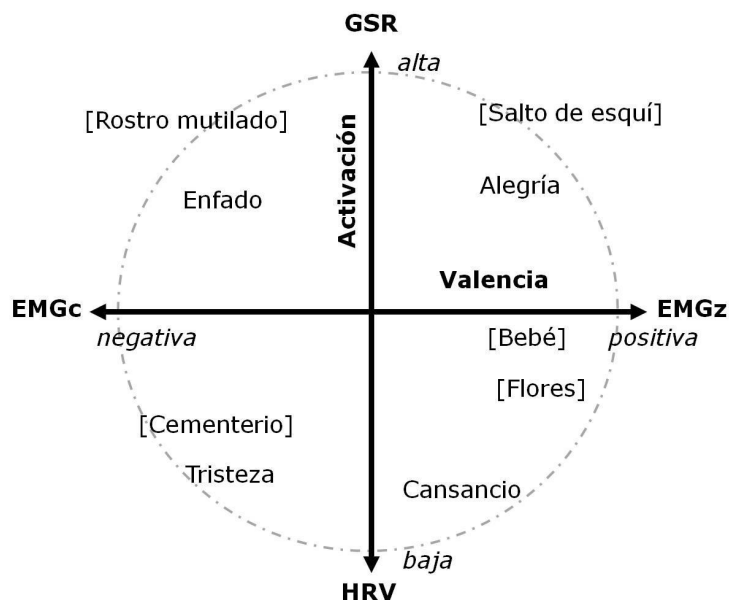 GSR
alta
[Rostro mutilado]
[Salto de esquí]
Activación
Enfado
Alegría
Valencia
EMGc
EMGz
negativa
[Bebé]
positiva
[Flores]
[Cementerio]
Tristeza
Cansancio
baja
HRV